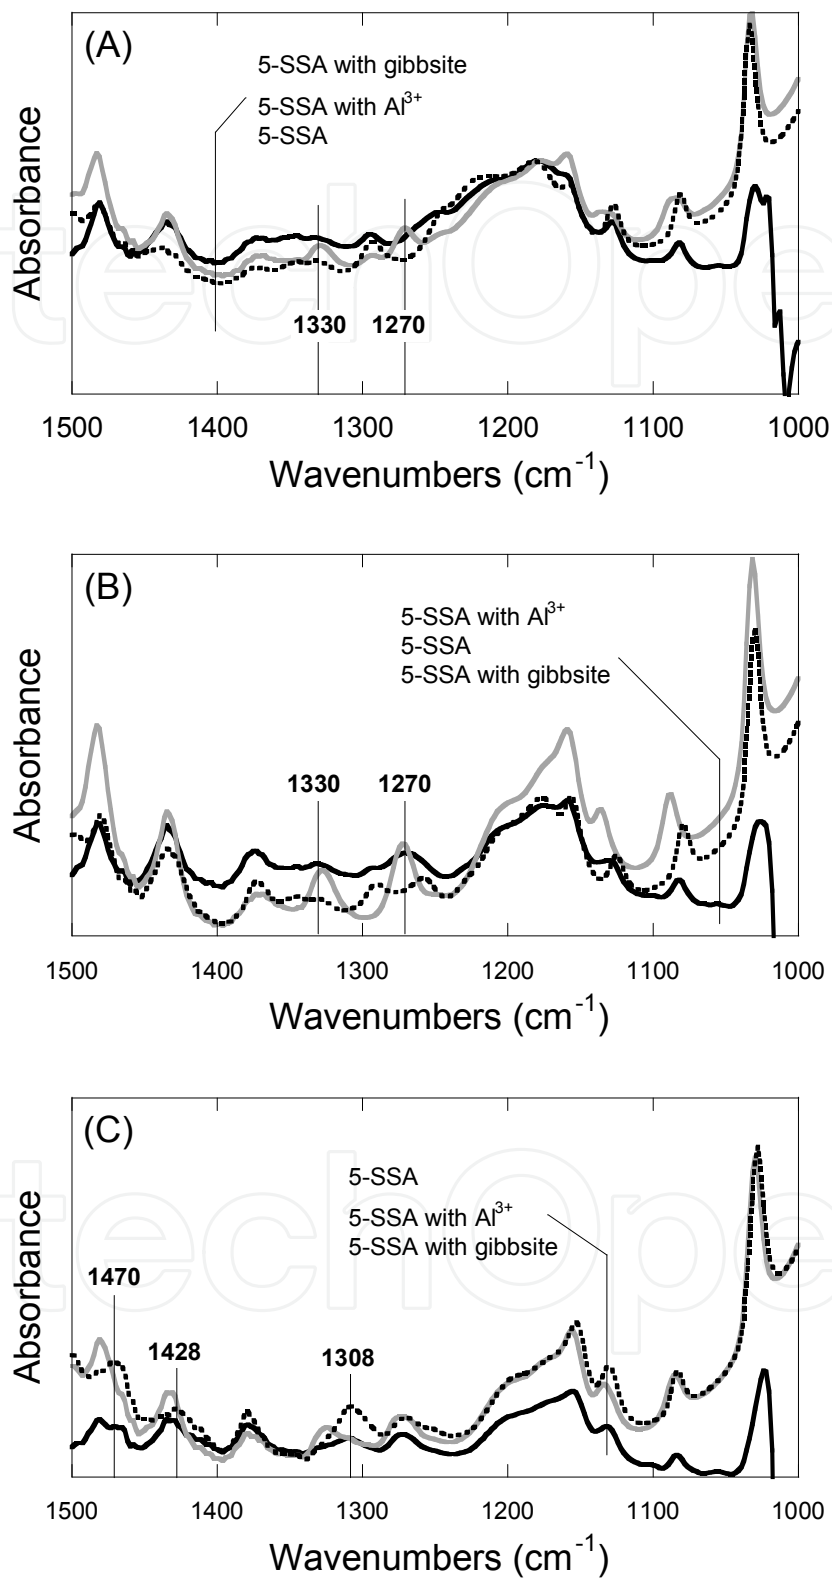 (A)
5-SSA with gibbsite
5-SSA with Al³⁺
5-SSA
Absorbance
1330 1270
1500 1400 1300 1200 1100 1000
Wavenumbers (cm⁻¹)
(B)
5-SSA with Al³⁺
5-SSA
5-SSA with gibbsite
Absorbance
1330 1270
1500 1400 1300 1200 1100 1000
Wavenumbers (cm⁻¹)
(C)
5-SSA
5-SSA with Al³⁺
5-SSA with gibbsite
Absorbance
1470
1428 1308
1500 1400 1300 1200 1100 1000
Wavenumbers (cm⁻¹)
techOpe
techOpe